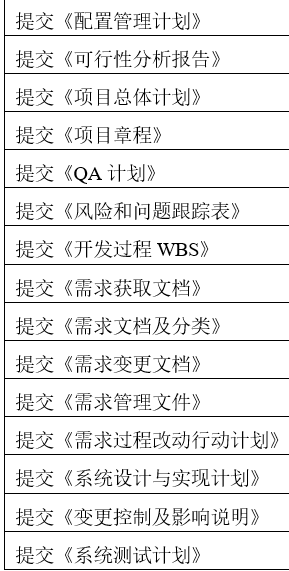 提交《配置管理计划》
提交《可行性分析报告》
提交《项目总体计划》
提交《项目章程》
提交《QA 计划》
提交《风险和问题跟踪表》
提交《开发过程 WBS》
提交《需求获取文档》
提交《需求文档及分类》
提交《需求变更文档》
提交《需求管理文件》
提交《需求过程改动行动计划》
提交《系统设计与实现计划》
提交《变更控制及影响说明》
提交《系统测试计划》